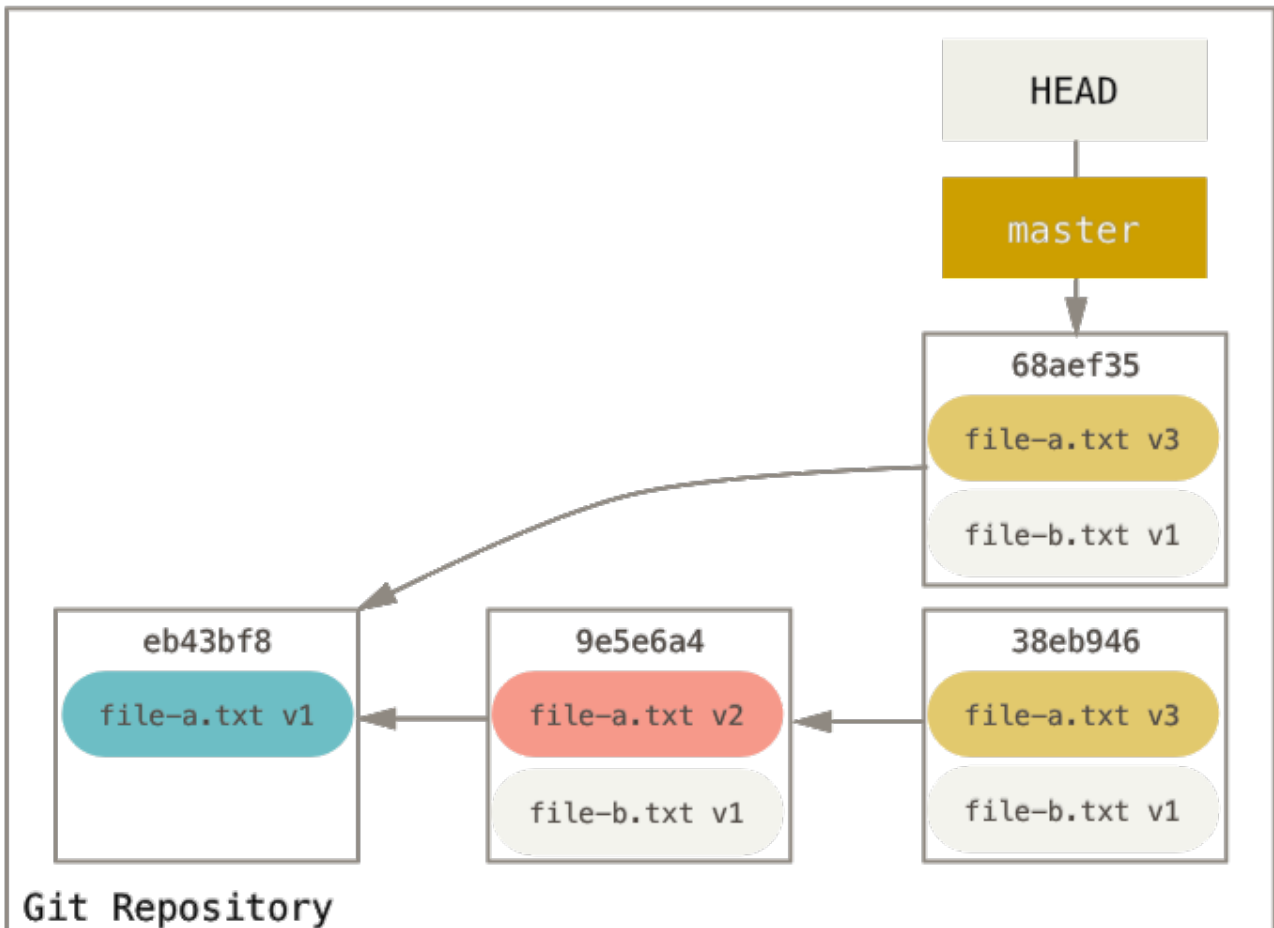 HEAD
master
68aef35
file-a.txt v3
file-b.txt v1
eb43bf8
file-a.txt v1
9e5e6a4
file-a.txt v2
file-b.txt v1
38eb946
file-a.txt v3
file-b.txt v1
Git Repository